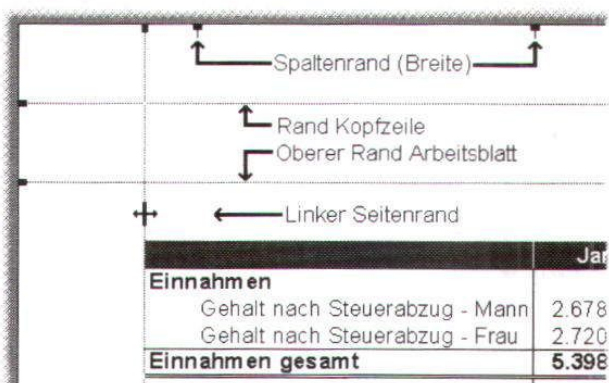 Spaltenrand (Breite)
Rand Kopfzeile
Oberer Rand Arbeitsblatt
Linker Seitenrand
Jan
Einnahmen
Gehalt nach Steuerabzug - Mann 2.678
Gehalt nach Steuerabzug - Frau 2.720
Einnahmen gesamt 5.398